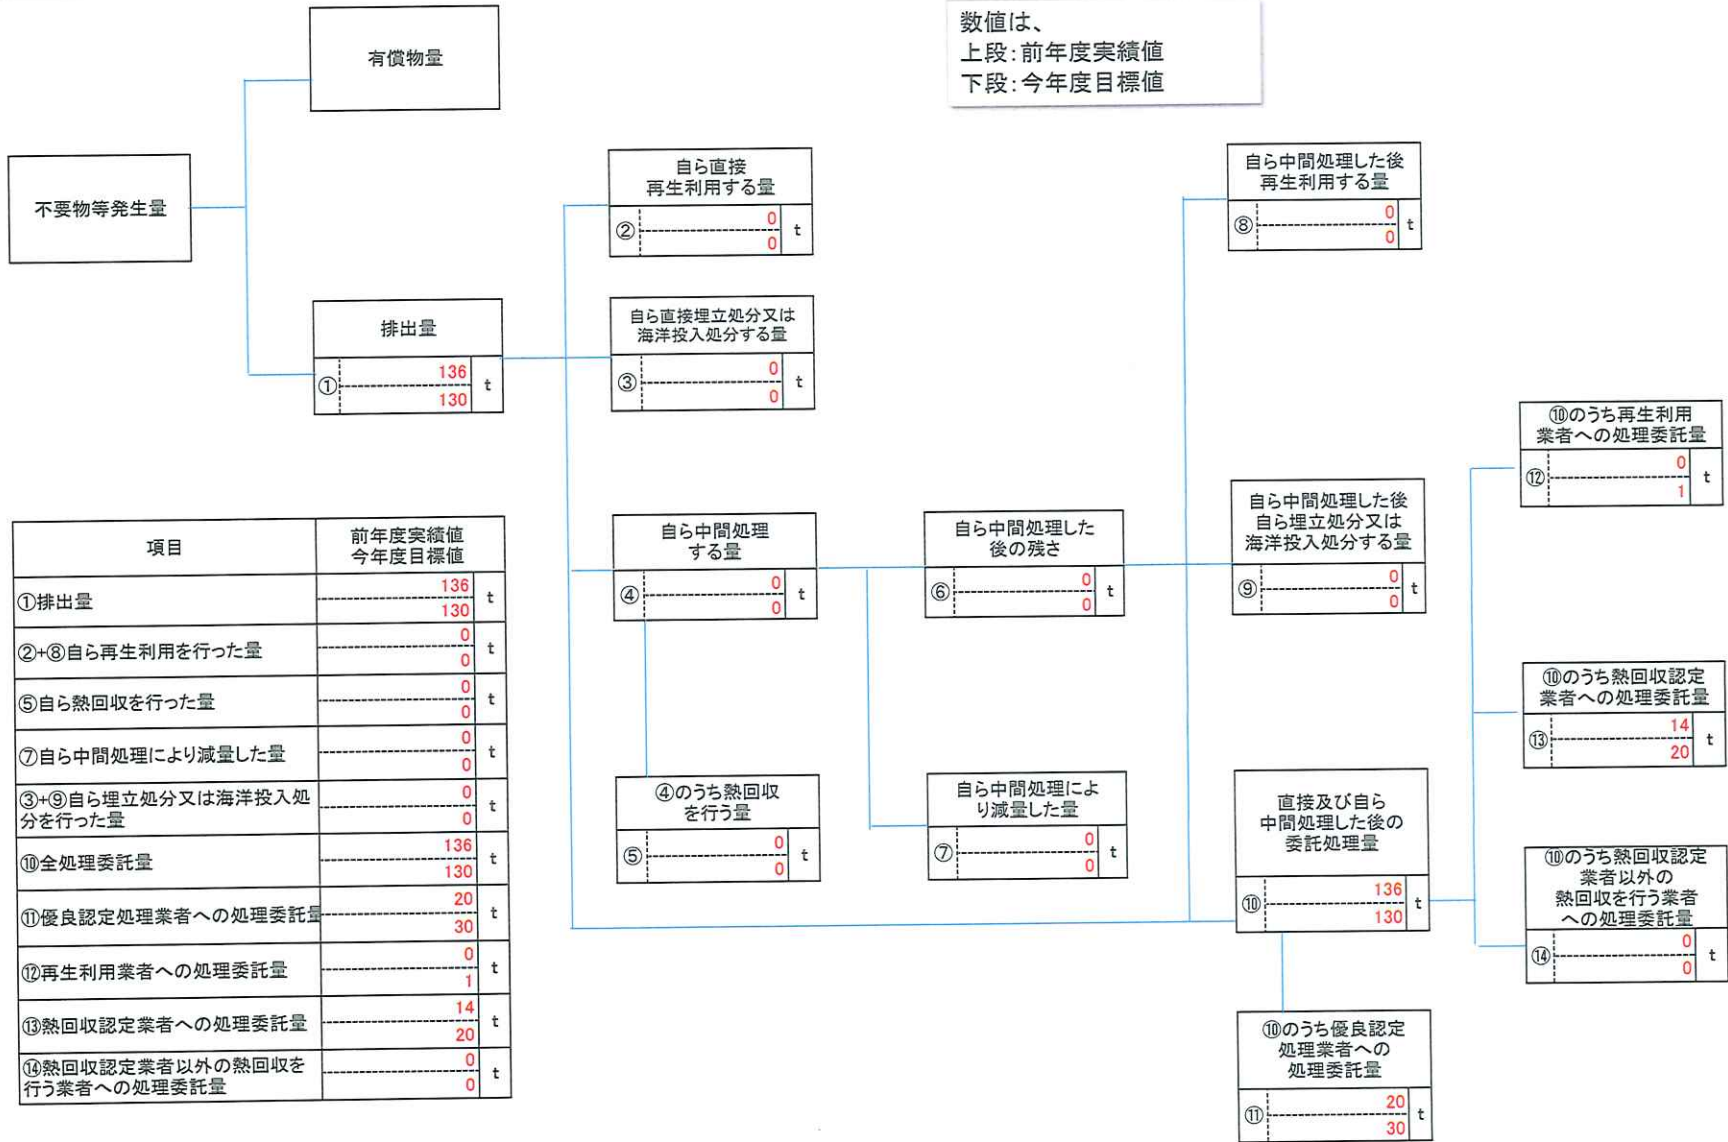 数値は、
上段:前年度実績値
下段:今年度目標値
有償物量
不要物等発生量
排出量
①
136
130
t
自ら直接
再生利用する量
②
0
0
t
自ら直接埋立処分又は
海洋投入処分する量
③
0
0
t
自ら中間処理
する量
④
0
0
t
④のうち熱回収
を行う量
⑤
0
0
t
自ら中間処理した
後の残さ
⑥
0
0
t
自ら中間処理によ
り減量した量
⑦
0
0
t
自ら中間処理した後
再生利用する量
⑧
0
0
t
自ら中間処理した後
自ら埋立処分又は
海洋投入処分する量
⑨
0
0
t
直接及び自ら
中間処理した後の
委託処理量
⑩
136
130
t
⑩のうち優良認定
処理業者への
処理委託量
⑪
20
30
t
⑩のうち再生利用
業者への処理委託量
⑫
0
1
t
⑩のうち熱回収認定
業者への処理委託量
⑬
14
20
t
⑩のうち熱回収認定
業者以外の
熱回収を行う業者
への処理委託量
⑭
0
0
t
項目
前年度実績値
今年度目標値
①排出量
136
130
t
②+⑧自ら再生利用を行った量
0
0
t
⑤自ら熱回収を行った量
0
0
t
⑦自ら中間処理により減量した量
0
0
t
③+⑨自ら埋立処分又は海洋投入処
分を行った量
0
0
t
⑩全処理委託量
136
130
t
⑪優良認定処理業者への処理委託量
20
30
t
⑫再生利用業者への処理委託量
0
1
t
⑬熱回収認定業者への処理委託量
14
20
t
⑭熱回収認定業者以外の熱回収を
行う業者への処理委託量
0
0
t